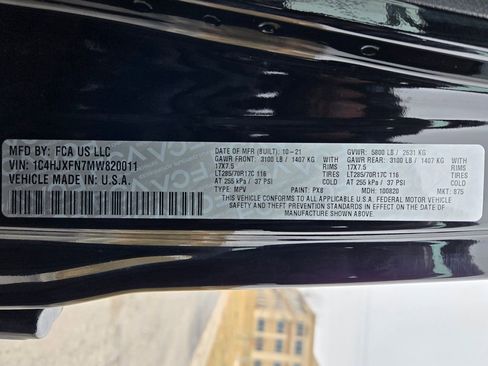 MFD BY: FCA US LLC
VIN: 1C4HJXFN7MW820011
VEHICLE MADE IN: U.S.A.
DATE OF MFR (BUILT): 10-21
GVWR: 5800 LB / 2631 KG
GAWR FRONT: 3100 LB / 1407 KG
GAWR REAR: 3100 LB / 1407 KG
17X7.5 RIMS
17X7.5 RIMS
LT285/70R17C 116 TIRES
LT285/70R17C 116 TIRES
AT 255 kPa / 37 PSI
AT 255 kPa / 37 PSI
TYPE: MPV PAINT: PX8 MDH: 100820 MKT: 875
THIS VEHICLE CONFORMS TO ALL APPLICABLE U.S.A. FEDERAL MOTOR VEHICLE
SAFETY AND THEFT PREVENTION STANDARDS IN EFFECT ON THE DATE OF
MANUFACTURE SHOWN ABOVE.